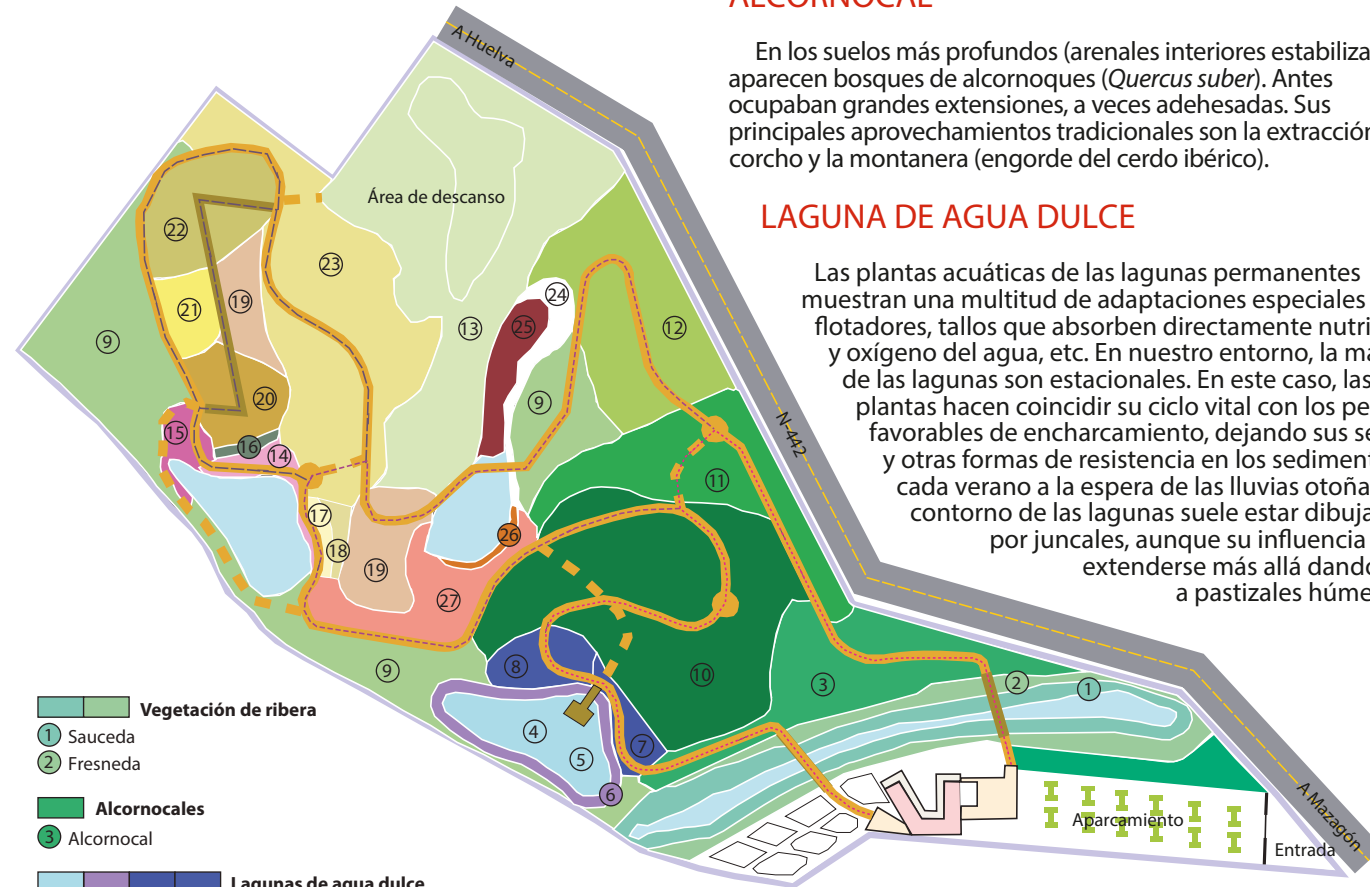 ALCORNOCAL
En los suelos más profundos (arenales interiores estabiliza
aparecen bosques de alcornoques (Quercus suber). Antes
ocupaban grandes extensiones, a veces adehesadas. Sus
principales aprovechamientos tradicionales son la extracción
corcho y la montanera (engorde del cerdo ibérico).
LAGUNA DE AGUA DULCE
Las plantas acuáticas de las lagunas permanentes
muestran una multitud de adaptaciones especiales
flotadores, tallos que absorben directamente nutri
y oxígeno del agua, etc. En nuestro entorno, la ma
de las lagunas son estacionales. En este caso, las
plantas hacen coincidir su ciclo vital con los pe
favorables de encharcamiento, dejando sus se
y otras formas de resistencia en los sediment
cada verano a la espera de las lluvias otoña
contorno de las lagunas suele estar dibuja
por juncales, aunque su influencia
extenderse más allá dando
a pastizales húme
A Huelva
Área de descanso
22
23
19
21
9
13
24
25
12
9
20
15
16
14
N-442
11
17
18
19
26
27
9
8
10
3
2
1
4
5
7
6
Aparcamiento
A Mazagón
Entrada
Vegetación de ribera
1 Sauceda
2 Fresneda
Alcornocales
3 Alcornocal
Lagunas de agua dulce